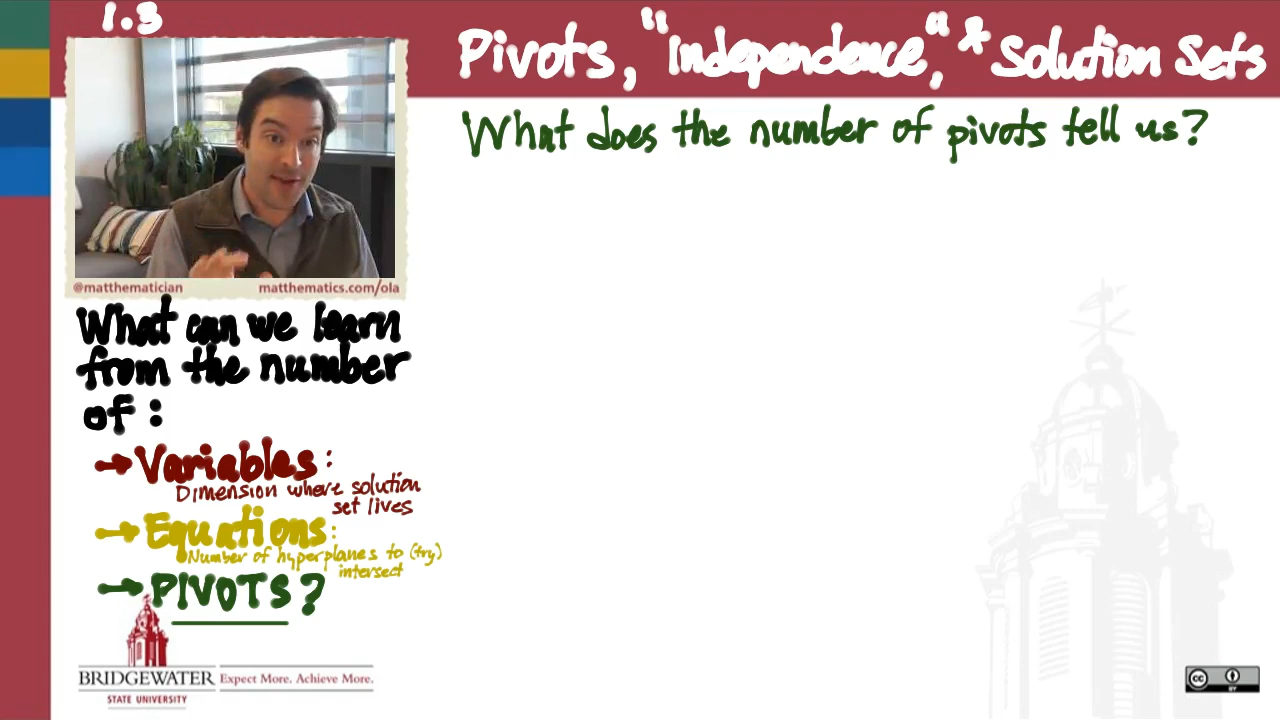 1.3
Pivots, "Independence," & Solution Sets
What does the number of pivots tell us?
@matthematician matthematics.com/ola
What can we learn
from the number
of:
→ Variables:
Dimension where solution
set lives
→ Equations:
Number of hyperplanes to (try)
intersect
→ PIVOTS?
BRIDGEWATER
STATE UNIVERSITY
Expect More. Achieve More.
CC BY